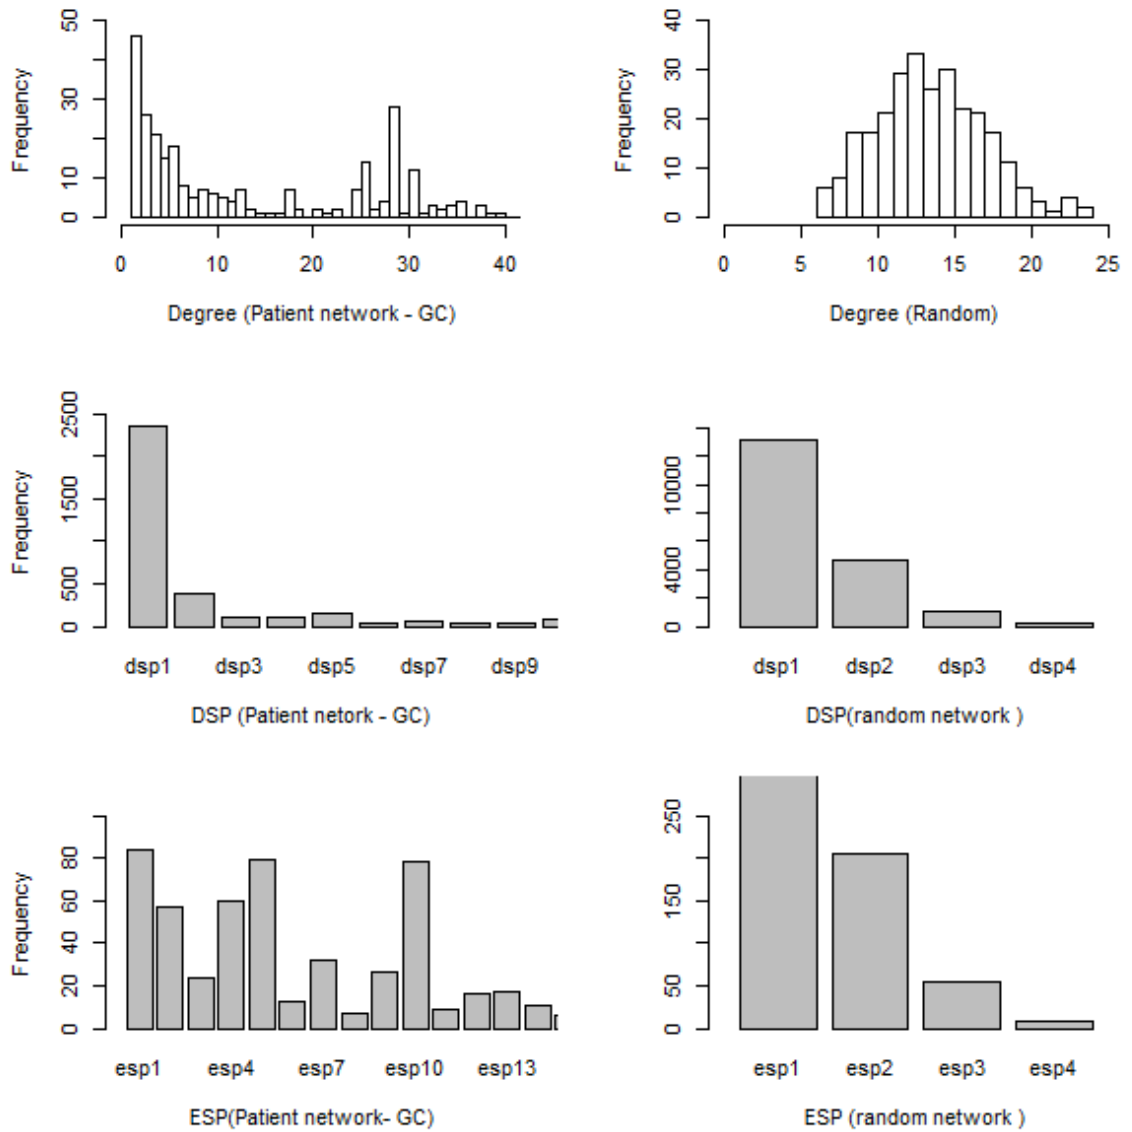 50
30
10
0
Frequency
0 10 20 30 40
Degree (Patient network - GC)
40
30
20
10
0
Frequency
0 5 10 15 20 25
Degree (Random)
2500
1500
500
0
Frequency
dsp1 dsp3 dsp5 dsp7 dsp9
DSP (Patient netork - GC)
10000
4000
0
dsp1 dsp2 dsp3 dsp4
DSP(random network )
80
60
40
20
0
Frequency
esp1 esp4 esp7 esp10 esp13
ESP(Patient network- GC)
250
150
50
0
esp1 esp2 esp3 esp4
ESP (random network )